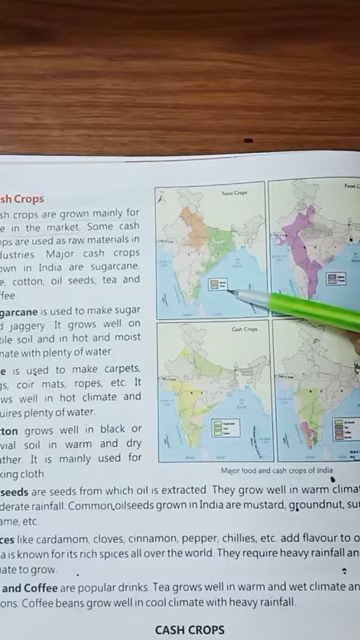 sh Crops
sh crops are grown mainly for
e in the market. Some cash
ps are used as raw materials in
dustries. Major cash crops
own in India are sugarcane,
e, cotton, oil seeds, tea and
ffee.
garcane is used to make sugar
d jaggery. It grows well on
tile soil and in hot and moist
mate with plenty of water.
e is used to make carpets,
gs, coir mats, ropes, etc. It
ws well in hot climate and
uires plenty of water.
tton grows well in black or
vial soil in warm and dry
ather. It is mainly used for
king cloth.
Food Crops
Food C
Cash Crops
Major food and cash crops of India
seeds are seeds from which oil is extracted. They grow well in warm climat
derate rainfall. Common oilseeds grown in India are mustard, groundnut, su
ame, etc.
ces like cardamom, cloves, cinnamon, pepper, chillies, etc. add flavour to o
a is known for its rich spices all over the world. They require heavy rainfall an
ate to grow.
and Coffee are popular drinks. Tea grows well in warm and wet climate an
ons. Coffee beans grow well in cool climate with heavy rainfall.
CASH CROPS